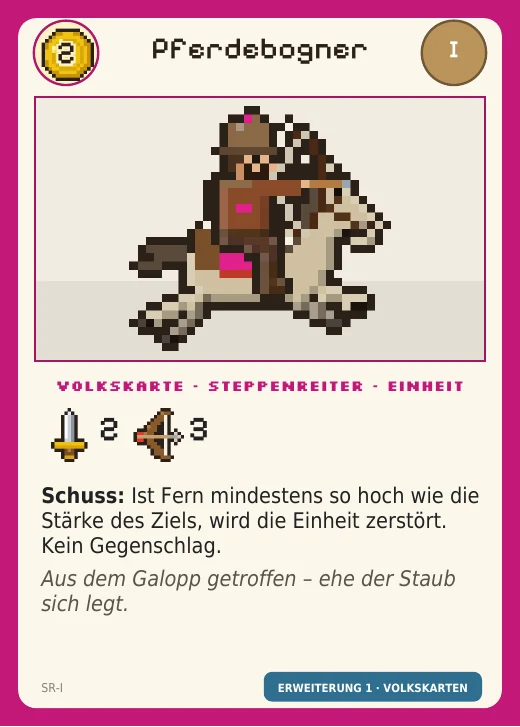 2
Pferdebogner
I
VOLKSKARTE · STEPPENREITER · EINHEIT
2 3
Schuss: Ist Fern mindestens so hoch wie die
Stärke des Ziels, wird die Einheit zerstört.
Kein Gegenschlag.
Aus dem Galopp getroffen – ehe der Staub
sich legt.
SR-I
ERWEITERUNG 1 · VOLKSKARTEN